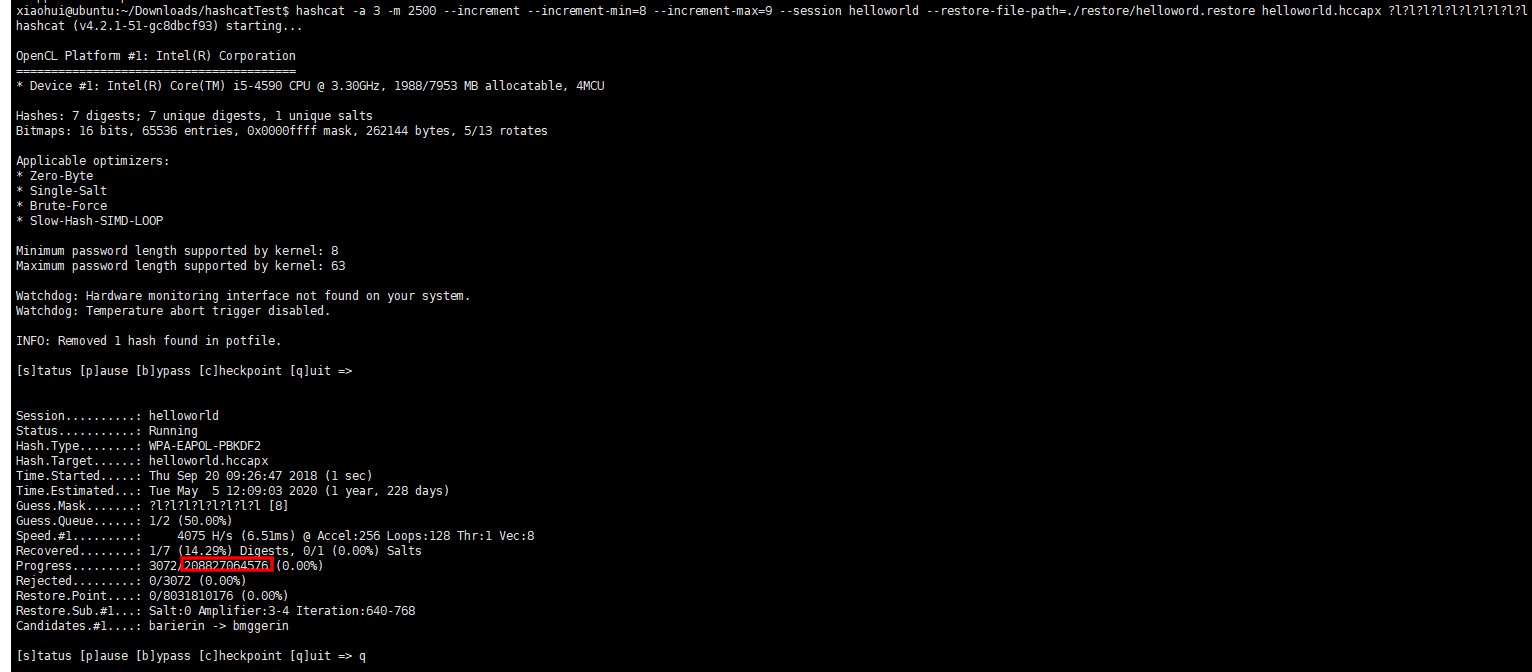 xiaohui@ubuntu:~/Downloads/hashcatTest$ hashcat -a 3 -m 2500 --increment --increment-min=8 --increment-max=9 --session helloworld --restore-file-path=./restore/helloword.restore helloworld.hccapx ?l?l?l?l?l?l?l?l?l?l
hashcat (v4.2.1-51-gc8dbcf93) starting...
OpenCL Platform #1: Intel(R) Corporation
========================================
* Device #1: Intel(R) Core(TM) i5-4590 CPU @ 3.30GHz, 1988/7953 MB allocatable, 4MCU
Hashes: 7 digests; 7 unique digests, 1 unique salts
Bitmaps: 16 bits, 65536 entries, 0x0000ffff mask, 262144 bytes, 5/13 rotates
Applicable optimizers:
* Zero-Byte
* Single-Salt
* Brute-Force
* Slow-Hash-SIMD-LOOP
Minimum password length supported by kernel: 8
Maximum password length supported by kernel: 63
Watchdog: Hardware monitoring interface not found on your system.
Watchdog: Temperature abort trigger disabled.
INFO: Removed 1 hash found in potfile.
[s]tatus [p]ause [b]ypass [c]heckpoint [q]uit =>
Session..........: helloworld
Status...........: Running
Hash.Type........: WPA-EAPOL-PBKDF2
Hash.Target......: helloworld.hccapx
Time.Started.....: Thu Sep 20 09:26:47 2018 (1 sec)
Time.Estimated...: Tue May  5 12:09:03 2020 (1 year, 228 days)
Guess.Mask.......: ?l?l?l?l?l?l?l?l [8]
Guess.Queue......: 1/2 (50.00%)
Speed.#1.........:     4075 H/s (6.51ms) @ Accel:256 Loops:128 Thr:1 Vec:8
Recovered........: 1/7 (14.29%) Digests, 0/1 (0.00%) Salts
Progress.........: 3072/208827064576 (0.00%)
Rejected.........: 0/3072 (0.00%)
Restore.Point....: 0/8031810176 (0.00%)
Restore.Sub.#1...: Salt:0 Amplifier:3-4 Iteration:640-768
Candidates.#1....: barierin -> bmggerin
[s]tatus [p]ause [b]ypass [c]heckpoint [q]uit => q